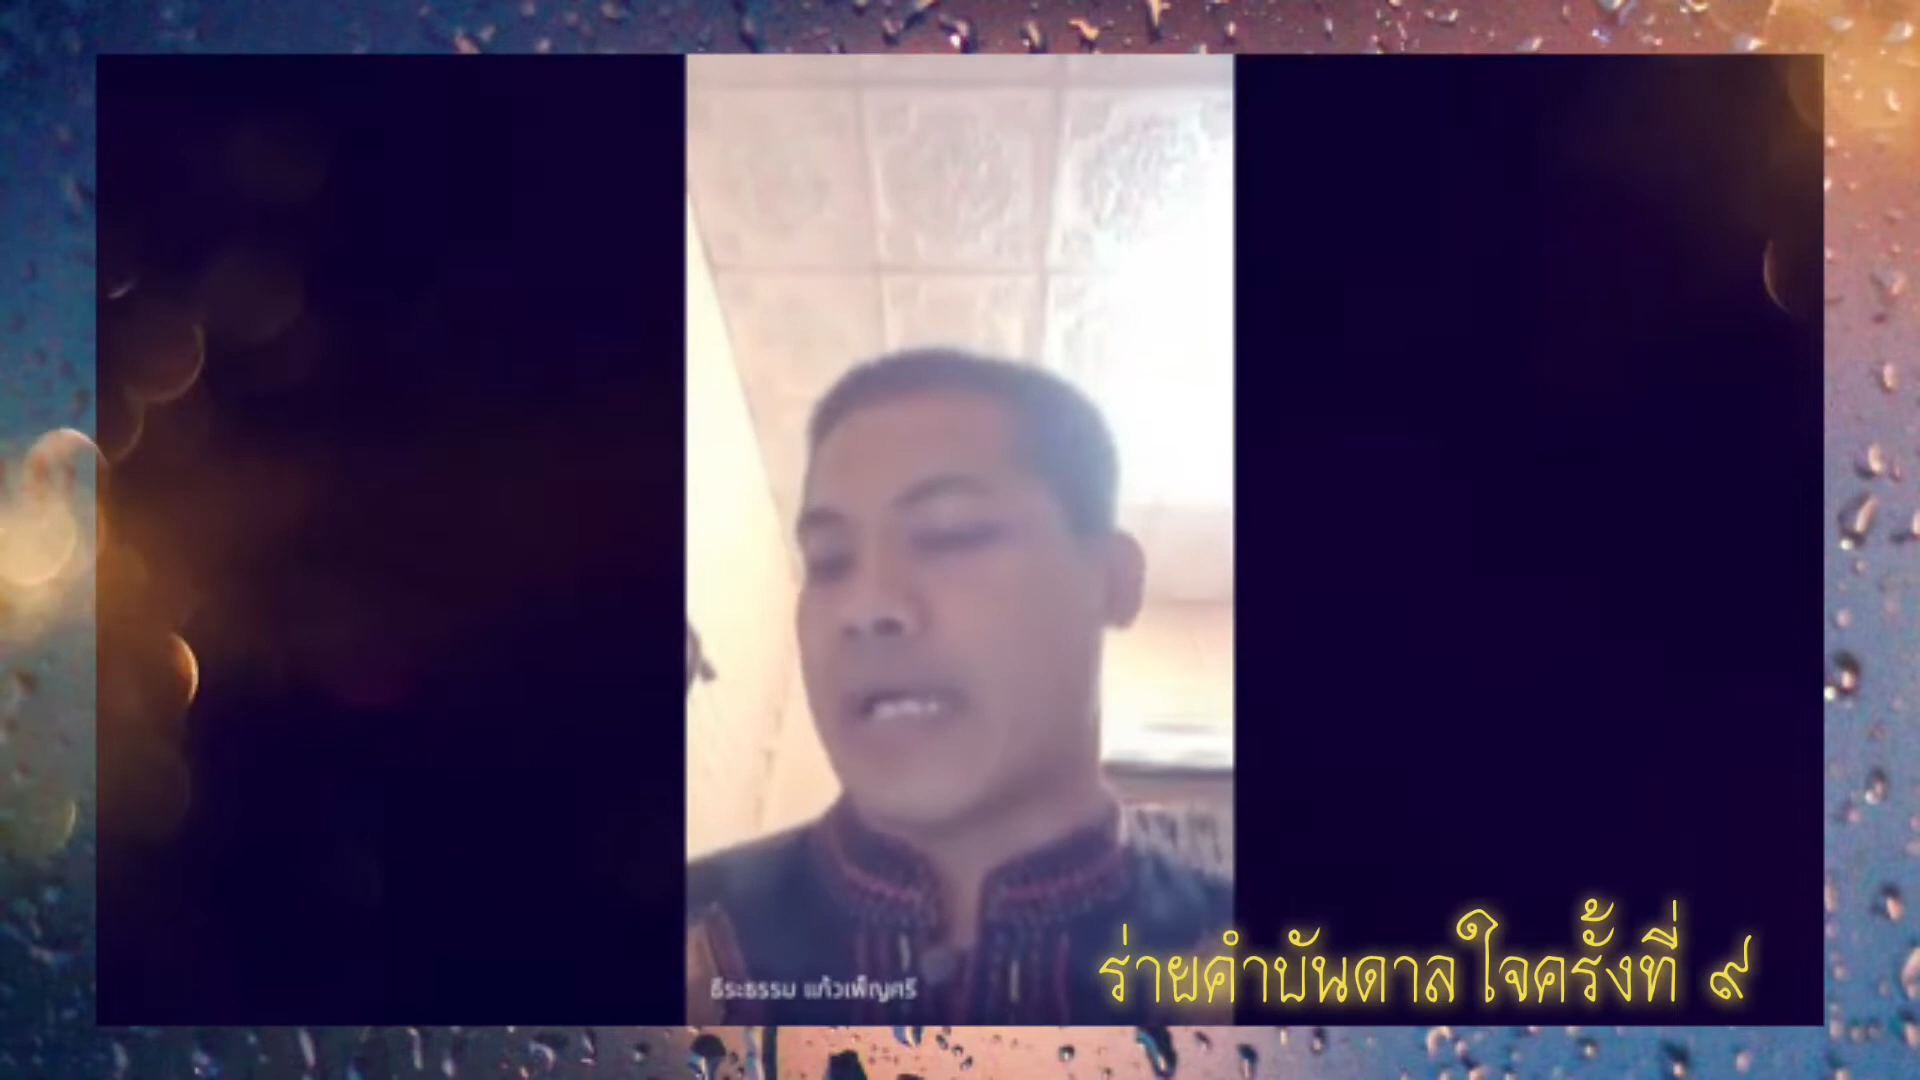 ธีระธรรม แก้วเพ็ญศรี
ร่ายคำบันดาลใจครั้งที่ ๙